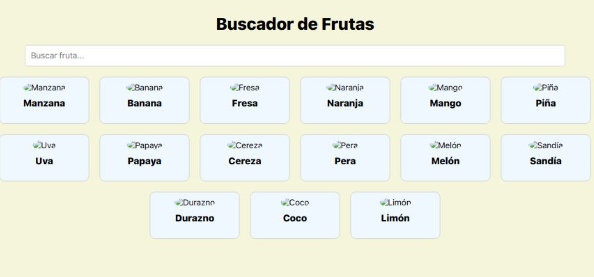 Buscador de Frutas
Buscar fruta...
Manzana Banana Fresa Naranja Mango Piña
Manzana Banana Fresa Naranja Mango Piña
Uva Papaya Cereza Pera Melón Sandía
Uva Papaya Cereza Pera Melón Sandía
Durazno Coco Limón
Durazno Coco Limón